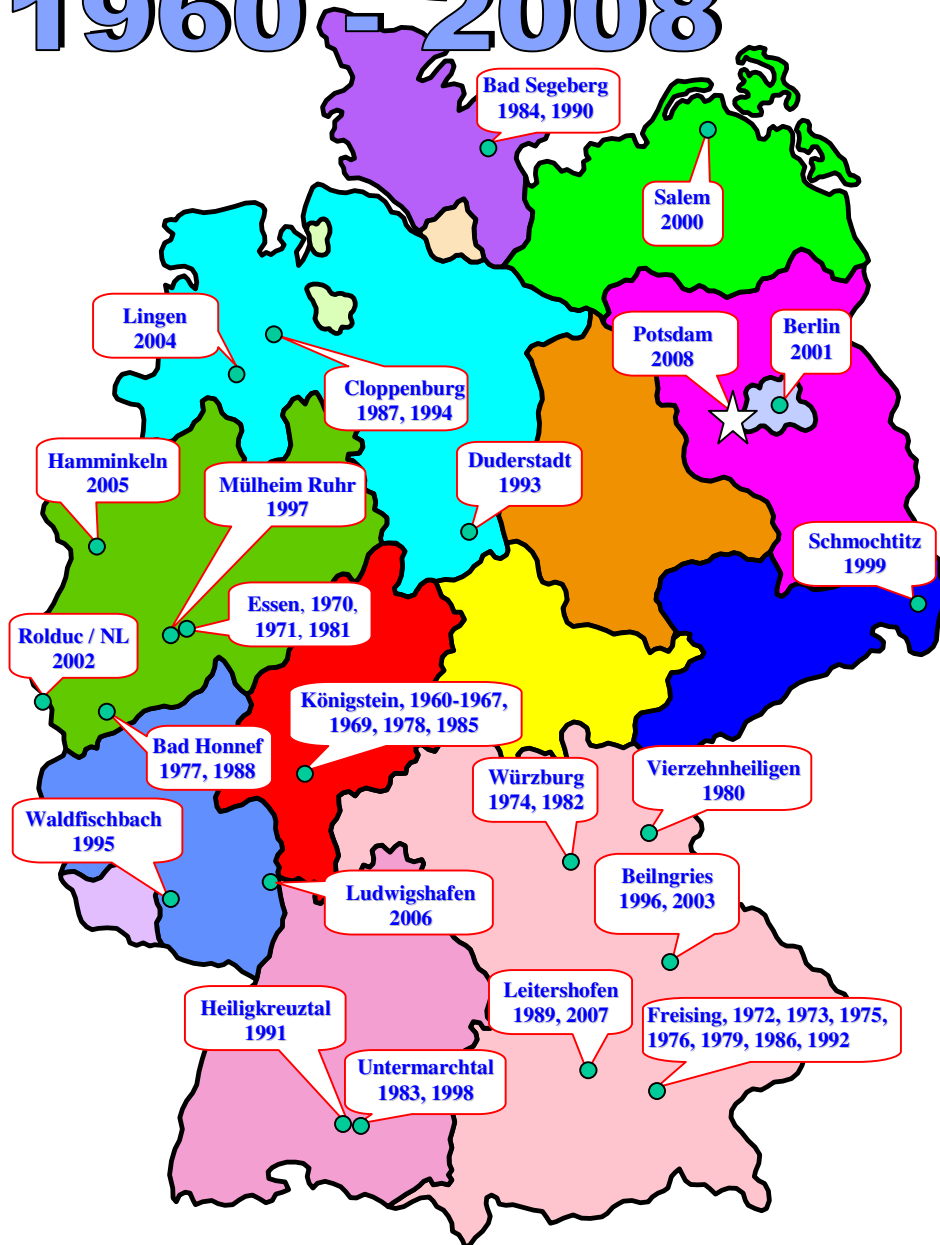 1960 - 2008
Bad Segeberg
1984, 1990
Salem
2000
Lingen
2004
Potsdam
2008
Berlin
2001
Cloppenburg
1987, 1994
Hamminkeln
2005
Mülheim Ruhr
1997
Duderstadt
1993
Schmochtitz
1999
Essen, 1970,
1971, 1981
Rolduc / NL
2002
Königstein, 1960-1967,
1969, 1978, 1985
Bad Honnef
1977, 1988
Würzburg
1974, 1982
Vierzehnheiligen
1980
Waldfischbach
1995
Ludwigshafen
2006
Beilngries
1996, 2003
Leitershofen
1989, 2007
Heiligkreuztal
1991
Freising, 1972, 1973, 1975,
1976, 1979, 1986, 1992
Untermarchtal
1983, 1998